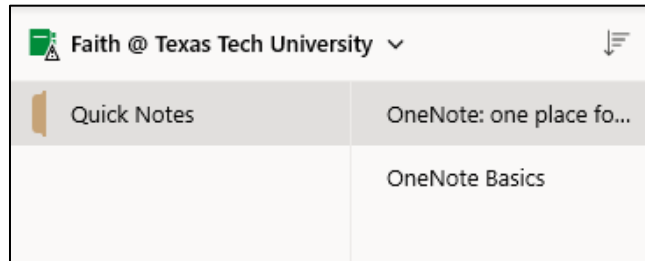 Faith @ Texas Tech University
Quick Notes
OneNote: one place fo...
OneNote Basics